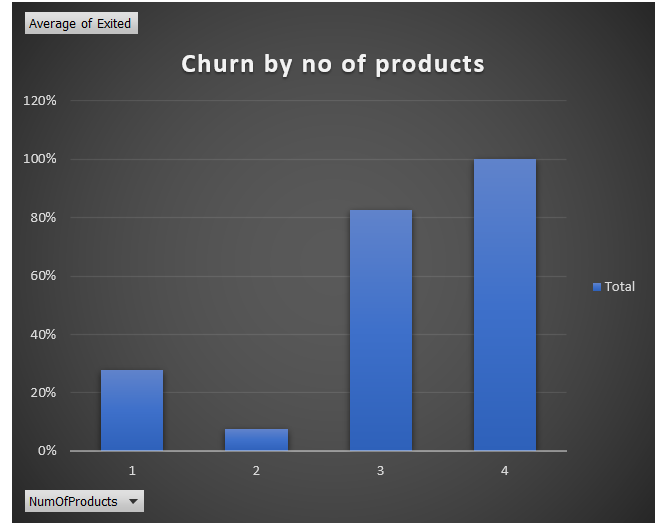 Average of Exited
Churn by no of products
120%
100%
80%
60%
40%
20%
0%
1 2 3 4
Total
NumOfProducts